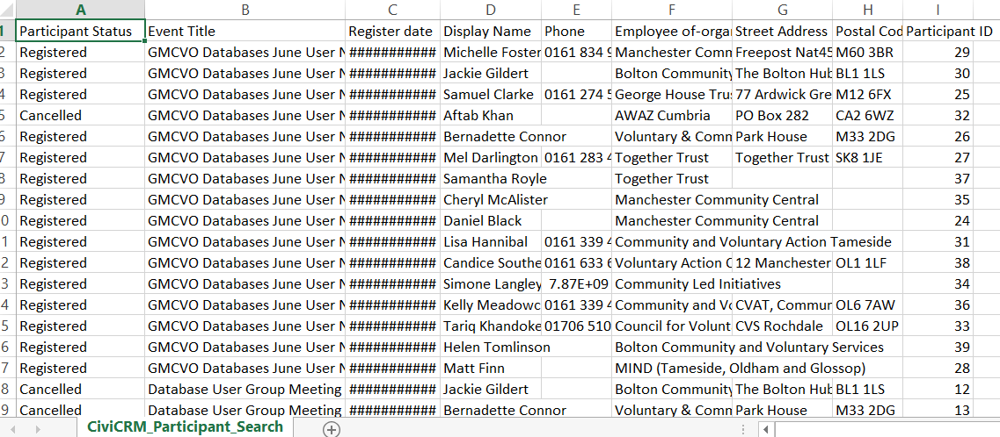 A B C D E F G H I
1 Participant Status Event Title Register date Display Name Phone Employee of-orga Street Address Postal Cod Participant ID
2 Registered GMCVO Databases June User N ########### Michelle Foster 0161 834 9 Manchester Comm Freepost Nat45 M60 3BR 29
3 Registered GMCVO Databases June User N ########### Jackie Gildert Bolton Community The Bolton Hub BL1 1LS 30
4 Registered GMCVO Databases June User N ########### Samuel Clarke 0161 274 5 George House Trus 77 Ardwick Gre M12 6FX 25
5 Cancelled GMCVO Databases June User N ########### Aftab Khan AWAZ Cumbria PO Box 282 CA2 6WZ 32
6 Registered GMCVO Databases June User N ########### Bernadette Connor Voluntary & Comm Park House M33 2DG 26
7 Registered GMCVO Databases June User N ########### Mel Darlington 0161 283 4 Together Trust Together Trust SK8 1JE 27
8 Registered GMCVO Databases June User N ########### Samantha Royle Together Trust 37
9 Registered GMCVO Databases June User N ########### Cheryl McAlister Manchester Community Central 35
0 Registered GMCVO Databases June User N ########### Daniel Black Manchester Community Central 24
1 Registered GMCVO Databases June User N ########### Lisa Hannibal 0161 339 4 Community and Voluntary Action Tameside 31
2 Registered GMCVO Databases June User N ########### Candice Southe 0161 633 6 Voluntary Action O 12 Manchester OL1 1LF 38
3 Registered GMCVO Databases June User N ########### Simone Langley 7.87E+09 Community Led Initiatives 34
4 Registered GMCVO Databases June User N ########### Kelly Meadowc 0161 339 4 Community and Vo CVAT, Commun OL6 7AW 36
5 Registered GMCVO Databases June User N ########### Tariq Khandoke 01706 510 Council for Volunt CVS Rochdale OL16 2UP 33
6 Registered GMCVO Databases June User N ########### Helen Tomlinson Bolton Community and Voluntary Services 39
7 Registered GMCVO Databases June User N ########### Matt Finn MIND (Tameside, Oldham and Glossop) 28
8 Cancelled Database User Group Meeting ########### Jackie Gildert Bolton Community The Bolton Hub BL1 1LS 12
9 Cancelled Database User Group Meeting ########### Bernadette Connor Voluntary & Comm Park House M33 2DG 13
CiviCRM_Participant_Search